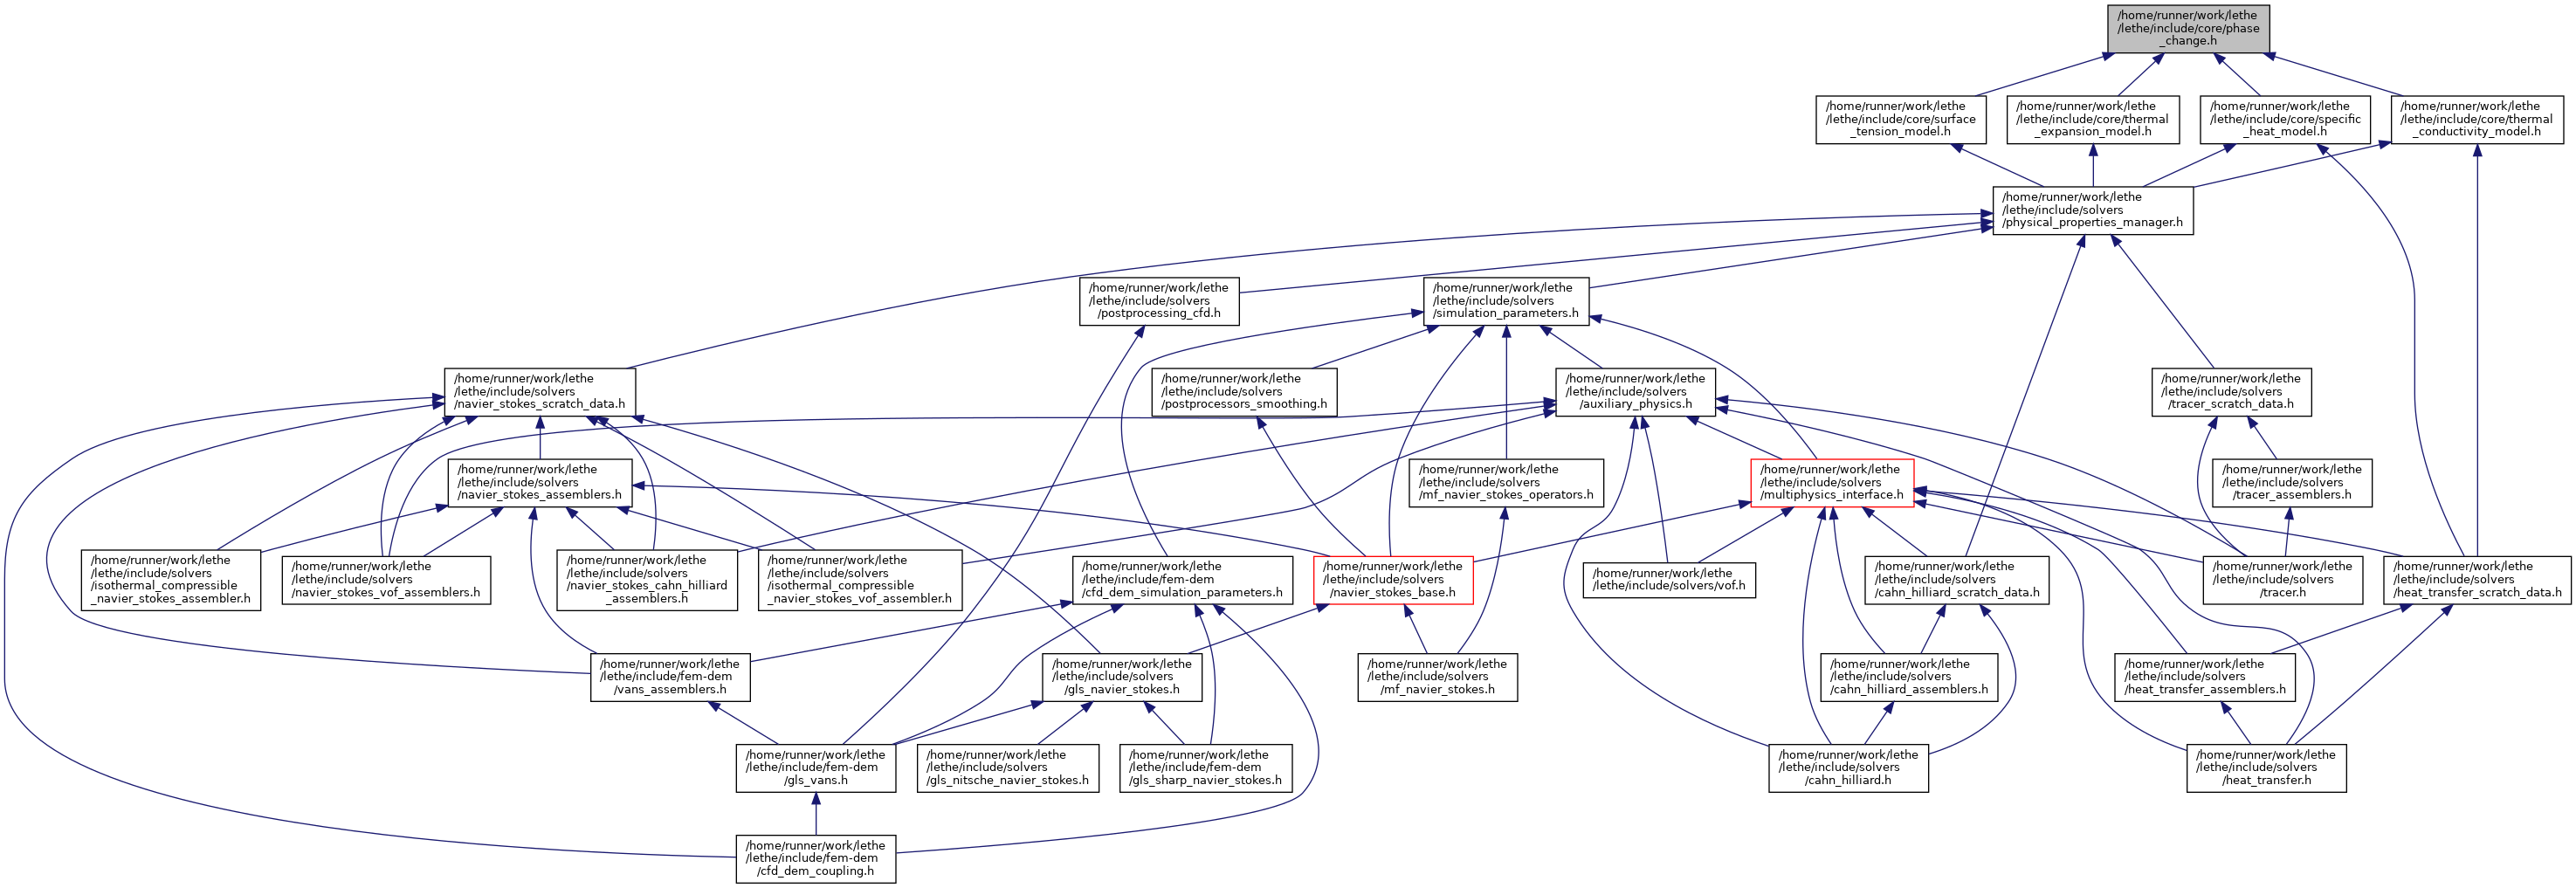 /home/runner/work/lethe
/lethe/include/core/phase
_change.h
/home/runner/work/lethe
/lethe/include/core/surface
_tension_model.h
/home/runner/work/lethe
/lethe/include/core/thermal
_expansion_model.h
/home/runner/work/lethe
/lethe/include/core/specific
_heat_model.h
/home/runner/work/lethe
/lethe/include/core/thermal
_conductivity_model.h
/home/runner/work/lethe
/lethe/include/solvers
/physical_properties_manager.h
/home/runner/work/lethe
/lethe/include/solvers
/postprocessing_cfd.h
/home/runner/work/lethe
/lethe/include/solvers
/simulation_parameters.h
/home/runner/work/lethe
/lethe/include/solvers
/navier_stokes_scratch_data.h
/home/runner/work/lethe
/lethe/include/solvers
/postprocessors_smoothing.h
/home/runner/work/lethe
/lethe/include/solvers
/auxiliary_physics.h
/home/runner/work/lethe
/lethe/include/solvers
/tracer_scratch_data.h
/home/runner/work/lethe
/lethe/include/solvers
/navier_stokes_assemblers.h
/home/runner/work/lethe
/lethe/include/solvers
/mf_navier_stokes_operators.h
/home/runner/work/lethe
/lethe/include/solvers
/multiphysics_interface.h
/home/runner/work/lethe
/lethe/include/solvers
/tracer_assemblers.h
/home/runner/work/lethe
/lethe/include/solvers
/isothermal_compressible
_navier_stokes_assembler.h
/home/runner/work/lethe
/lethe/include/solvers
/navier_stokes_vof_assemblers.h
/home/runner/work/lethe
/lethe/include/solvers
/navier_stokes_cahn_hilliard
_assemblers.h
/home/runner/work/lethe
/lethe/include/solvers
/isothermal_compressible
_navier_stokes_vof_assembler.h
/home/runner/work/lethe
/lethe/include/fem-dem
/cfd_dem_simulation_parameters.h
/home/runner/work/lethe
/lethe/include/solvers
/navier_stokes_base.h
/home/runner/work/lethe
/lethe/include/solvers/vof.h
/home/runner/work/lethe
/lethe/include/solvers
/cahn_hilliard_scratch_data.h
/home/runner/work/lethe
/lethe/include/solvers
/tracer.h
/home/runner/work/lethe
/lethe/include/solvers
/heat_transfer_scratch_data.h
/home/runner/work/lethe
/lethe/include/fem-dem
/vans_assemblers.h
/home/runner/work/lethe
/lethe/include/solvers
/gls_navier_stokes.h
/home/runner/work/lethe
/lethe/include/solvers
/mf_navier_stokes.h
/home/runner/work/lethe
/lethe/include/solvers
/cahn_hilliard_assemblers.h
/home/runner/work/lethe
/lethe/include/solvers
/heat_transfer_assemblers.h
/home/runner/work/lethe
/lethe/include/fem-dem
/gls_vans.h
/home/runner/work/lethe
/lethe/include/solvers
/gls_nitsche_navier_stokes.h
/home/runner/work/lethe
/lethe/include/fem-dem
/gls_sharp_navier_stokes.h
/home/runner/work/lethe
/lethe/include/solvers
/cahn_hilliard.h
/home/runner/work/lethe
/lethe/include/solvers
/heat_transfer.h
/home/runner/work/lethe
/lethe/include/fem-dem
/cfd_dem_coupling.h